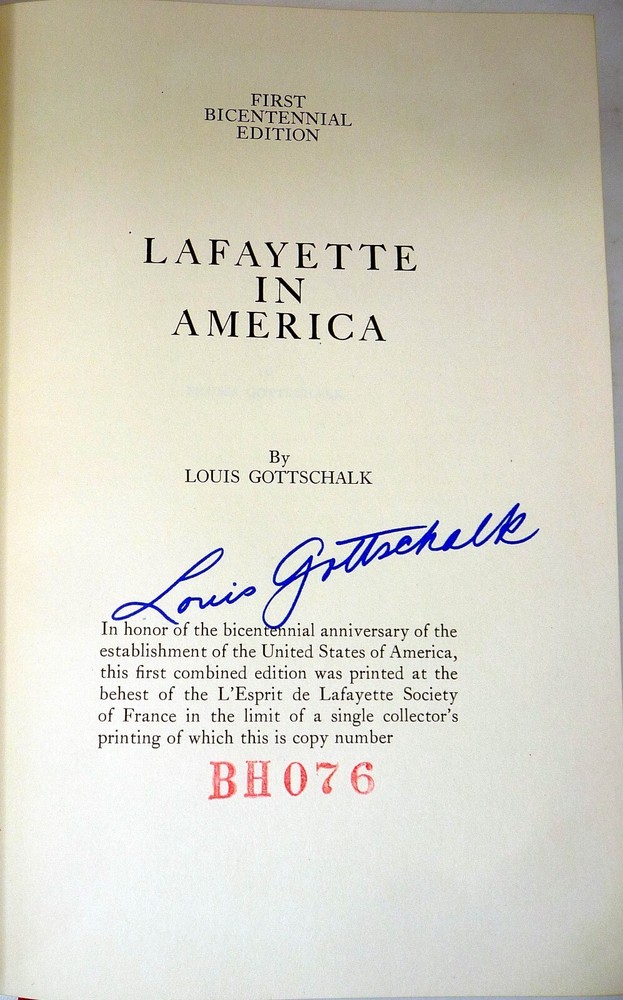 FIRST
BICENTENNIAL
EDITION
LAFAYETTE
IN
AMERICA
By
LOUIS GOTTSCHALK
Louis Gottschalk
In honor of the bicentennial anniversary of the
establishment of the United States of America,
this first combined edition was printed at the
behest of the L'Esprit de Lafayette Society
of France in the limit of a single collector's
printing of which this is copy number
BH076